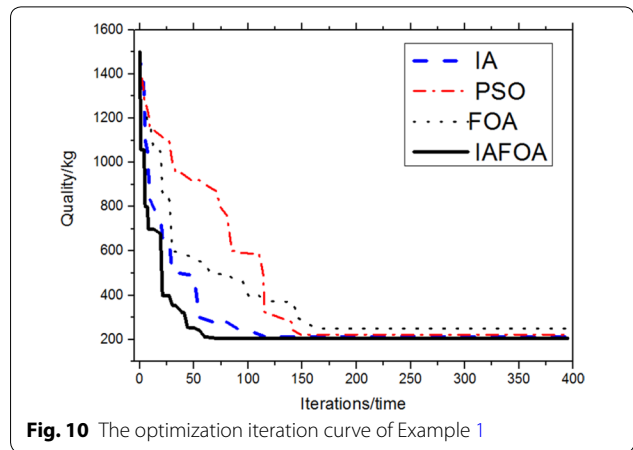 1600
1400
1200
1000
800
600
400
200
Quality/kg
IA
PSO
FOA
IAFOA
0 50 100 150 200 250 300 350 400
Iterations/time
Fig. 10 The optimization iteration curve of Example 1